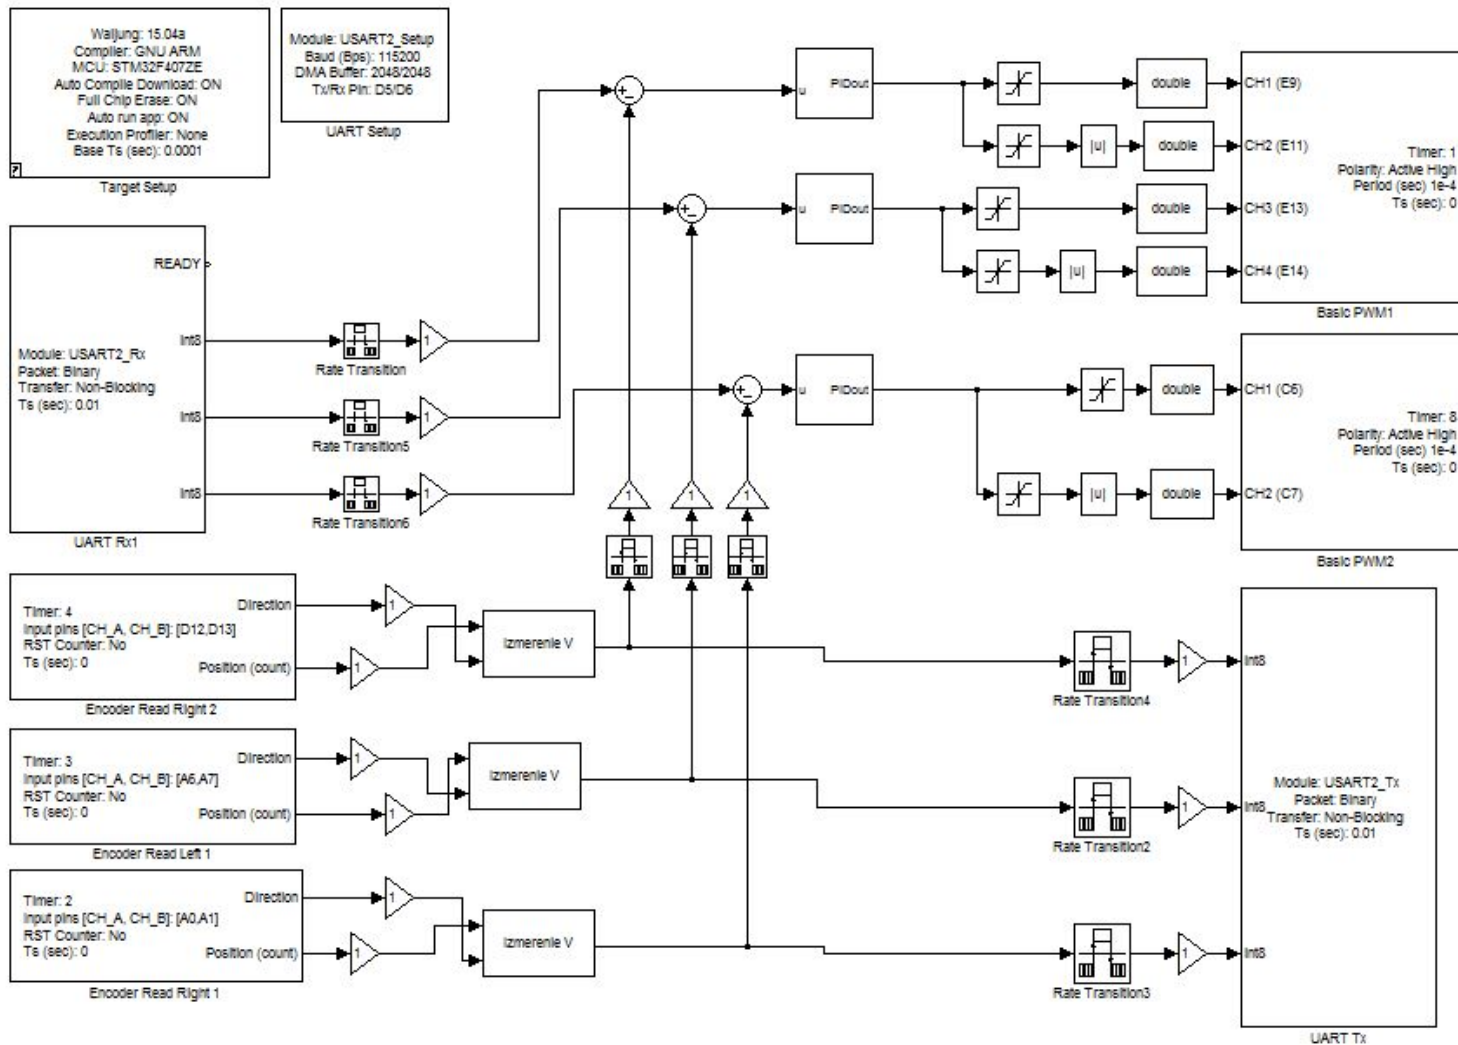 Waijung: 15.04a
Compiler: GNU ARM
MCU: STM32F407ZE
Auto Compile Download: ON
Full Chip Erase: ON
Auto run app: ON
Execution Profiler: None
Base Ts (sec): 0.0001
?
Target Setup
Module: USART2_Setup
Baud (Bps): 115200
DMA Buffer: 2048/2048
Tx/Rx Pin: D5/D6
UART Setup
+
-
u
PIDout
double
CH1 (E9)
|u|
double
CH2 (E11)
+
-
u
PIDout
double
CH3 (E13)
|u|
double
CH4 (E14)
Timer: 1
Polarity: Active High
Period (sec) 1e-4
Ts (sec): 0
Basic PWM1
READY
Module: USART2_Rx
Packet: Binary
Transfer: Non-Blocking
Ts (sec): 0.01
Int8
Int8
Int8
UART Rx1
Rate Transition
1
Rate Transition5
1
Rate Transition6
1
+
-
u
PIDout
double
CH1 (C6)
|u|
double
CH2 (C7)
Timer: 8
Polarity: Active High
Period (sec) 1e-4
Ts (sec): 0
Basic PWM2
1
1
1
Timer: 4
Input pins [CH_A, CH_B]: [D12,D13]
RST Counter: No
Ts (sec): 0
Direction
Position (count)
Encoder Read Right 2
1
1
Izmerenie V
Rate Transition4
1
Int8
Timer: 3
Input pins [CH_A, CH_B]: [A6,A7]
RST Counter: No
Ts (sec): 0
Direction
Position (count)
Encoder Read Left 1
1
1
Izmerenie V
Rate Transition2
1
Int8
Module: USART2_Tx
Packet: Binary
Transfer: Non-Blocking
Ts (sec): 0.01
Timer: 2
Input pins [CH_A, CH_B]: [A0,A1]
RST Counter: No
Ts (sec): 0
Direction
Position (count)
Encoder Read Right 1
1
1
Izmerenie V
Rate Transition3
1
Int8
UART Tx